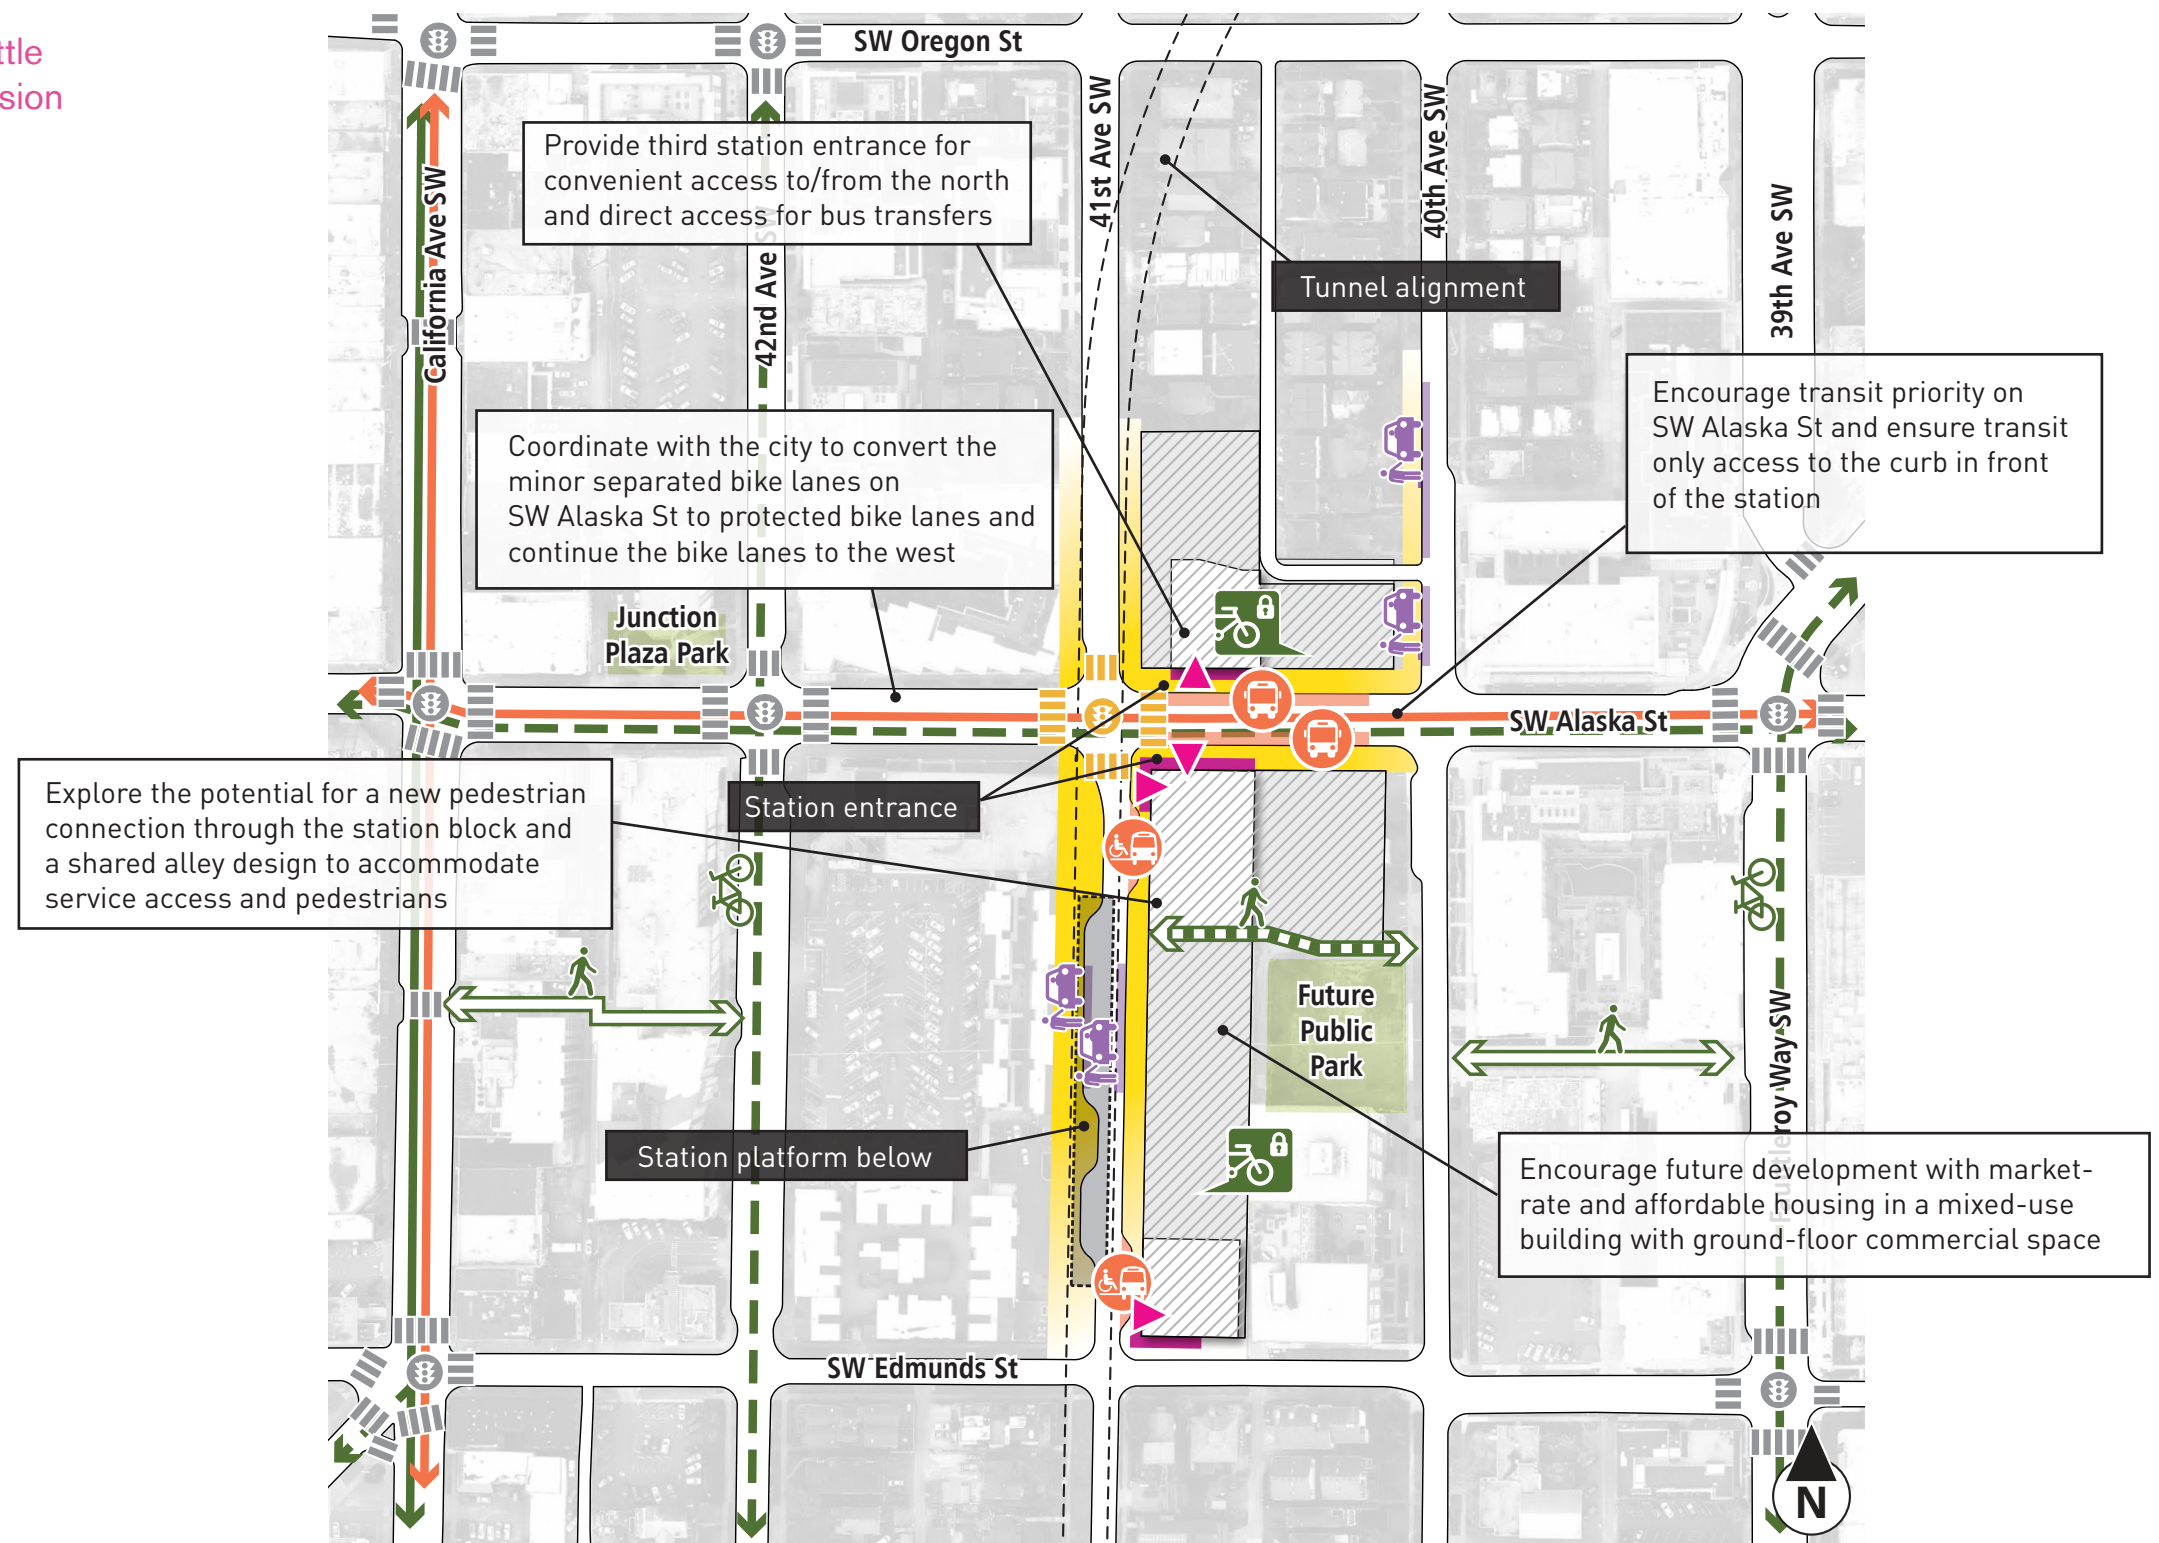 ttle
sion
SW Oregon St
California Ave SW
42nd Ave SW
41st Ave SW
40th Ave SW
39th Ave SW
Provide third station entrance for
convenient access to/from the north
and direct access for bus transfers
Tunnel alignment
Encourage transit priority on
SW Alaska St and ensure transit
only access to the curb in front
of the station
Coordinate with the city to convert the
minor separated bike lanes on
SW Alaska St to protected bike lanes and
continue the bike lanes to the west
Junction
Plaza Park
SW Alaska St
Explore the potential for a new pedestrian
connection through the station block and
a shared alley design to accommodate
service access and pedestrians
Station entrance
Future
Public
Park
Fauntleroy Way SW
Station platform below
Encourage future development with market-
rate and affordable housing in a mixed-use
building with ground-floor commercial space
SW Edmunds St
N